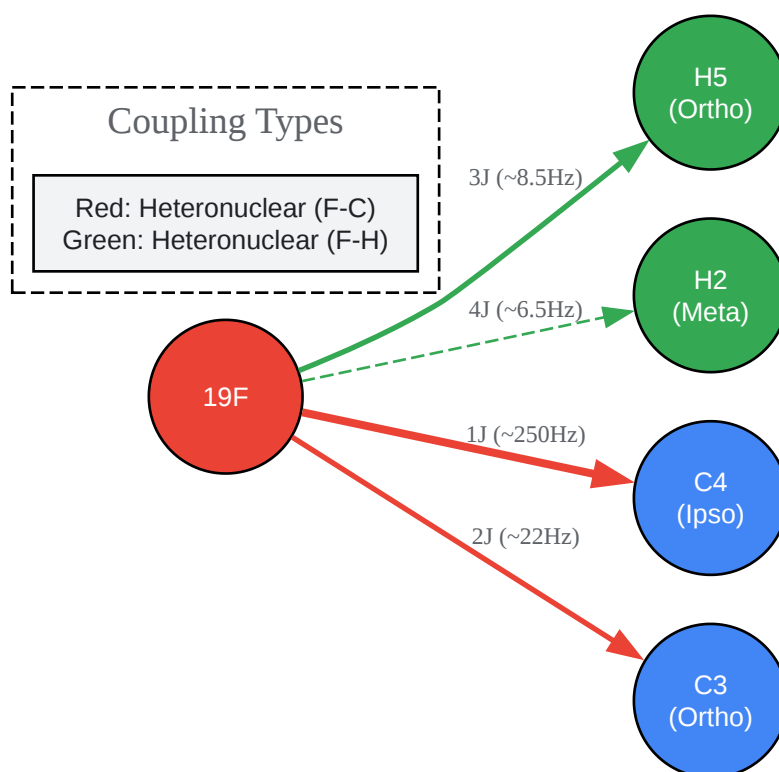 Coupling Types
Red: Heteronuclear (F-C)
Green: Heteronuclear (F-H)
H5
(Ortho)
3J (~8.5Hz)
H2
(Meta)
4J (~6.5Hz)
19F
1J (~250Hz)
C4
(Ipso)
2J (~22Hz)
C3
(Ortho)